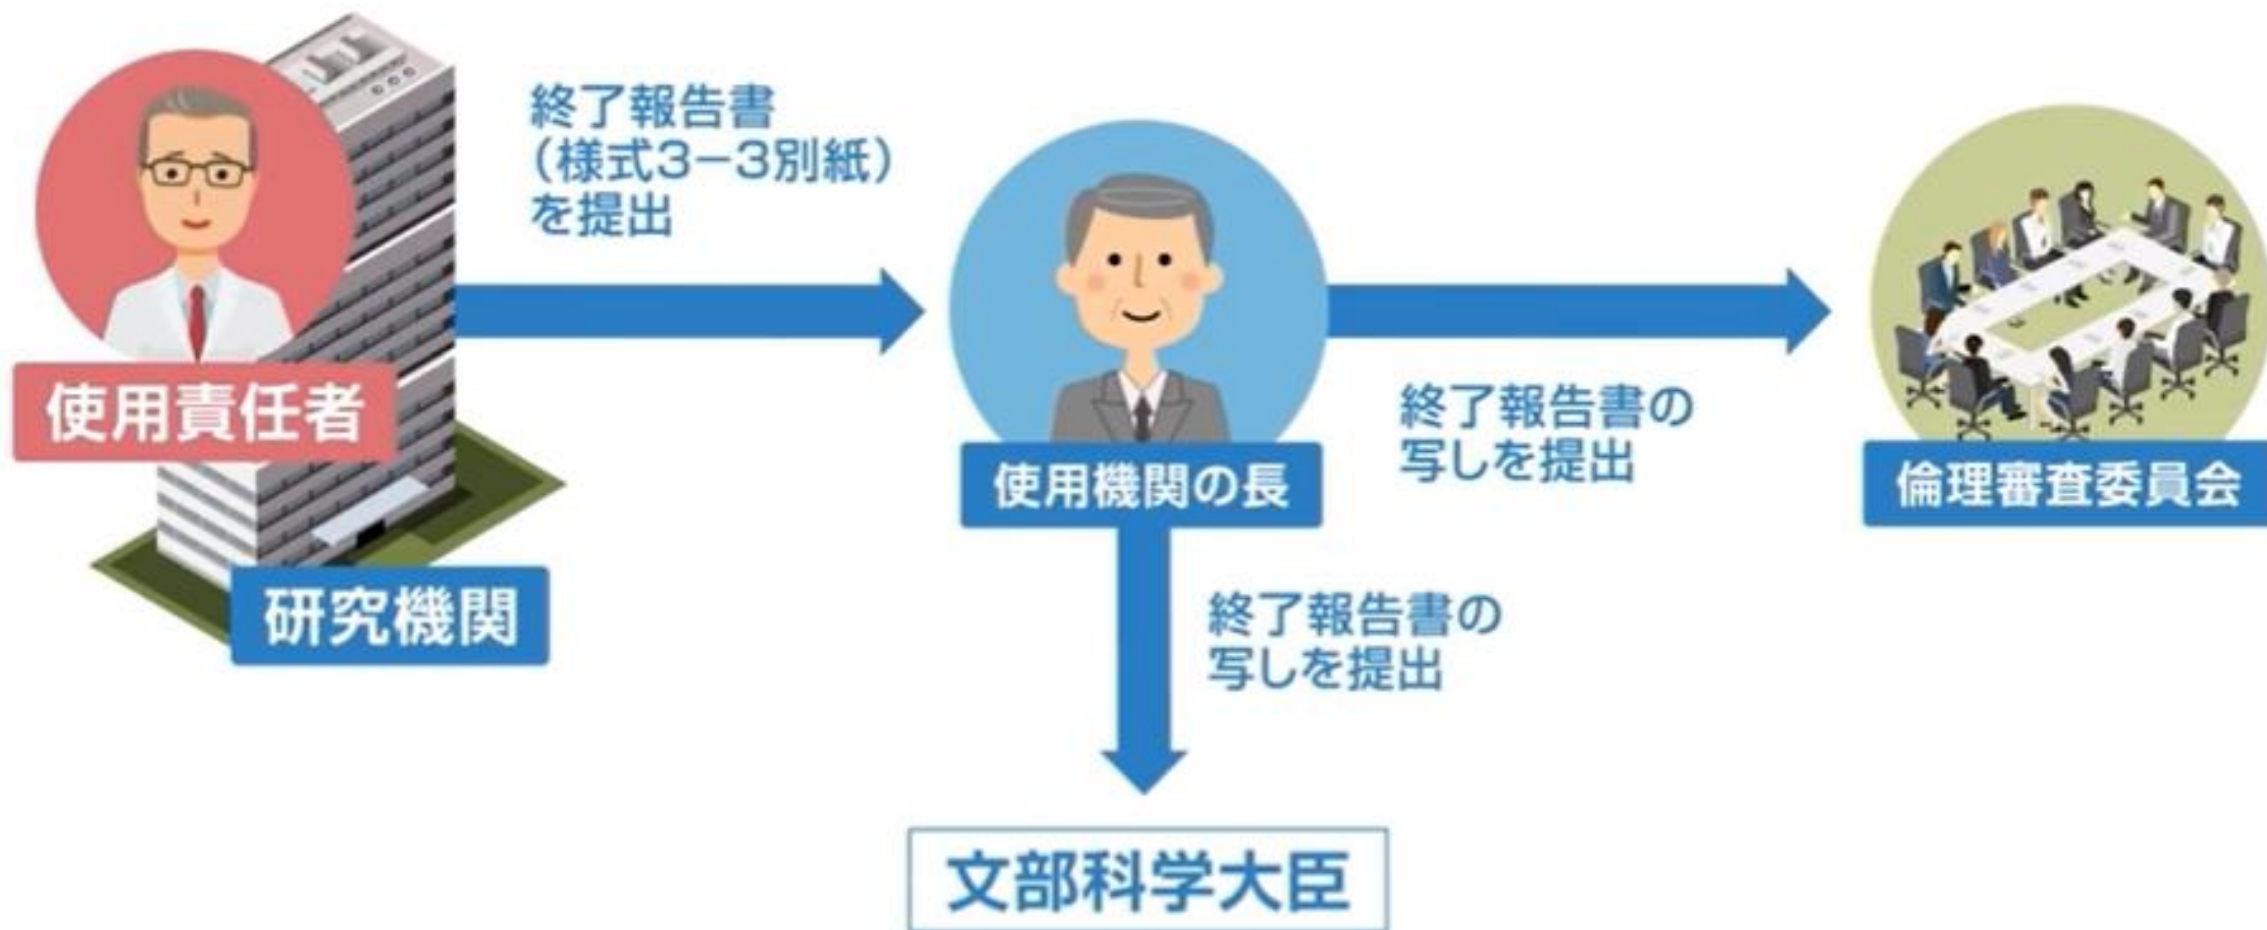 終了報告書
（様式3－3別紙）
を提出
使用責任者
研究機関
使用機関の長
終了報告書の
写しを提出
倫理審査委員会
終了報告書の
写しを提出
文部科学大臣